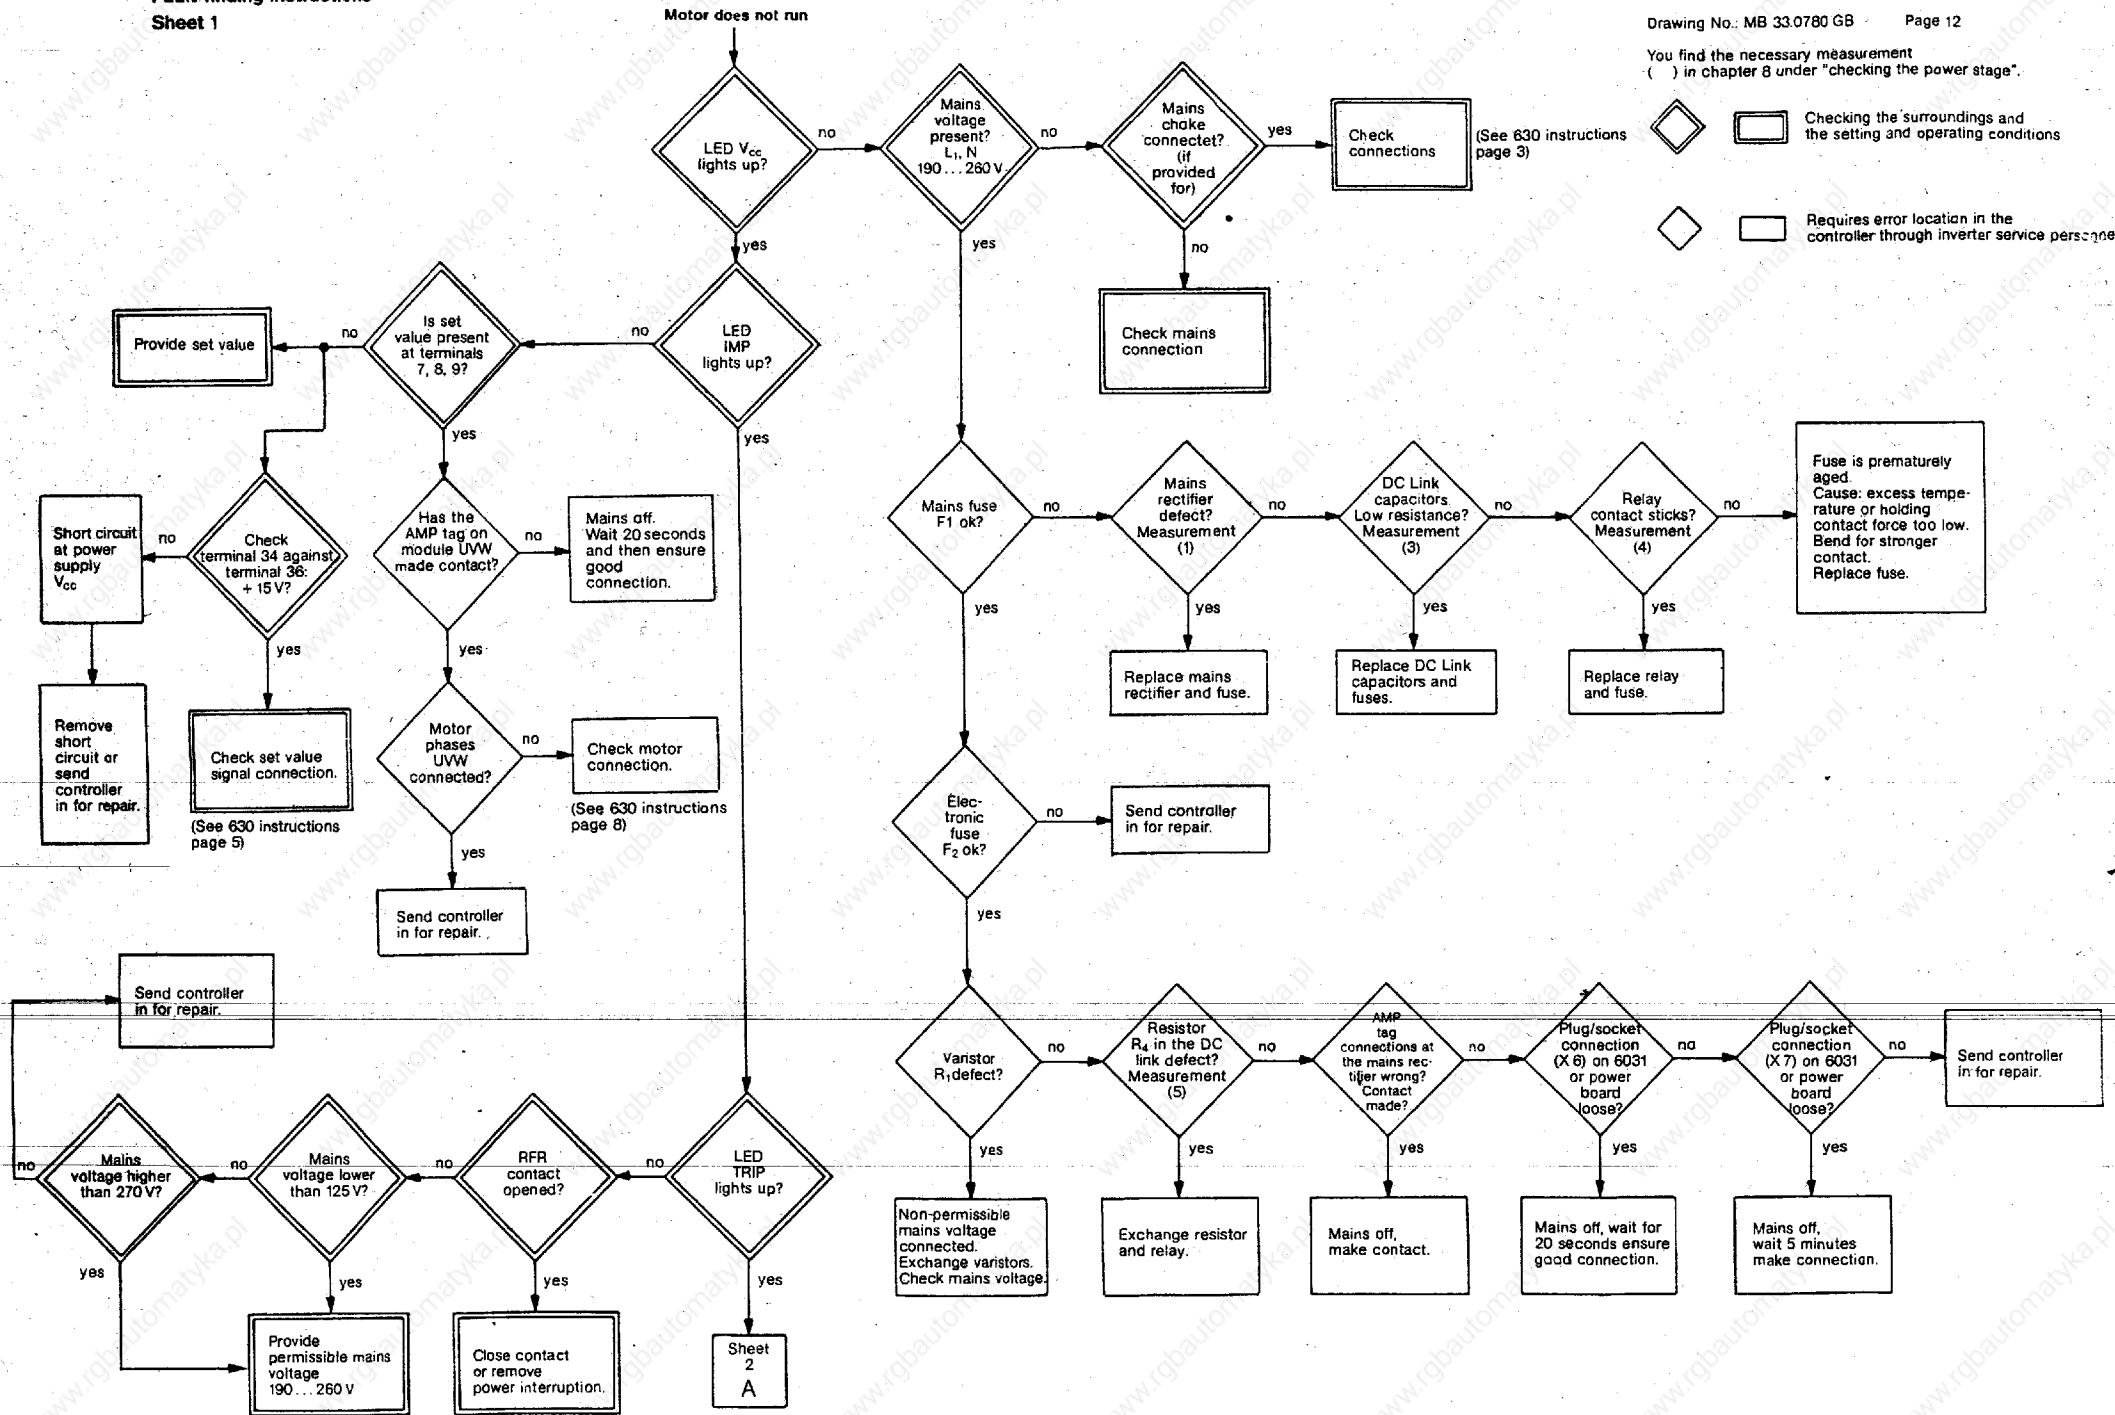 Sheet 1
Motor does not run
Drawing No.: MB 33.0780 GB Page 12
You find the necessary measurement
( ) in chapter 8 under "checking the power stage".
Checking the surroundings and
the setting and operating conditions
Requires error location in the
controller through inverter service
LED Vcc
lights up?
no
Mains
voltage
present?
L1, N
190...260 V
no
Mains
choke
connectet?
(if
provided
for)
yes
Check
connections
(See 630 instructions
page 3)
yes
yes
no
Check mains
connection
Provide set value
no
Is set
value present
at terminals
7, 8, 9?
no
LED
IMP
lights up?
yes
yes
Short circuit
at power
supply
Vcc
no
Check
terminal 34 against
terminal 36:
+ 15 V?
Has the
AMP tag on
module UVW
made contact?
no
Mains off.
Wait 20 seconds
and then ensure
good
connection.
yes
yes
Remove
short
circuit or
send
controller
in for repair.
Check set value
signal connection.
(See 630 instructions
page 5)
Motor
phases
UVW
connected?
no
Check motor
connection.
(See 630 instructions
page 8)
yes
Send controller
in for repair.
Mains fuse
F1 ok?
no
Mains
rectifier
defect?
Measurement
(1)
no
DC Link
capacitors
Low resistance?
Measurement
(3)
no
Relay
contact sticks?
Measurement
(4)
no
Fuse is prematurely
aged.
Cause: excess tempe-
rature or holding
contact force too low.
Bend for stronger
contact.
Replace fuse.
yes
yes
yes
yes
Replace mains
rectifier and fuse.
Replace DC Link
capacitors and
fuses.
Replace relay
and fuse.
Elec-
tronic
fuse
F2 ok?
no
Send controller
in for repair.
yes
Varistor
R1 defect?
no
Resistor
R4 in the DC
link defect?
Measurement
(5)
no
AMP
tag
connections at
the mains rec-
tifier wrong?
Contact
made?
no
Plug/socket
connection
(X 6) on 6031
or power
board
loose?
no
Plug/socket
connection
(X 7) on 6031
or power
board
loose?
no
Send controller
in for repair.
yes
yes
yes
yes
yes
Non-permissible
mains voltage
connected.
Exchange varistors.
Check mains voltage.
Exchange resistor
and relay.
Mains off,
make contact.
Mains off, wait for
20 seconds ensure
good connection.
Mains off,
wait 5 minutes
make connection.
Send controller
in for repair.
no
Mains
voltage higher
than 270 V?
no
Mains
voltage lower
than 125 V?
no
RFR
contact
opened?
no
LED
TRIP
lights up?
yes
yes
yes
yes
Provide
permissible mains
voltage
190...260 V
Close contact
or remove
power interruption.
Sheet
2
A
www.rgbautomatyka.pl